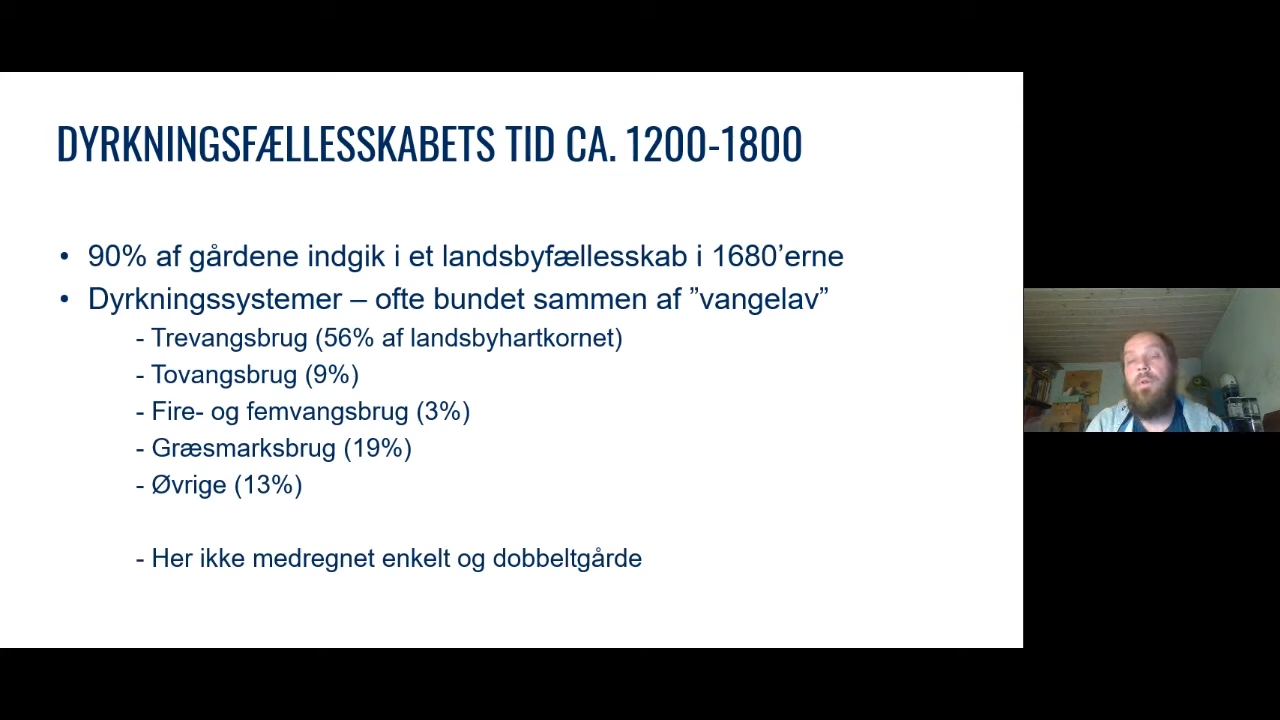 DYRKNINGSFÆLLESSKABETS TID CA. 1200-1800
• 90% af gårdene indgik i et landsbyfællesskab i 1680’erne
• Dyrkningssystemer – ofte bundet sammen af ”vangelav”
- Trevangsbrug (56% af landsbyhartkornet)
- Tovangsbrug (9%)
- Fire- og femvangsbrug (3%)
- Græsmarksbrug (19%)
- Øvrige (13%)
- Her ikke medregnet enkelt og dobbeltgårde